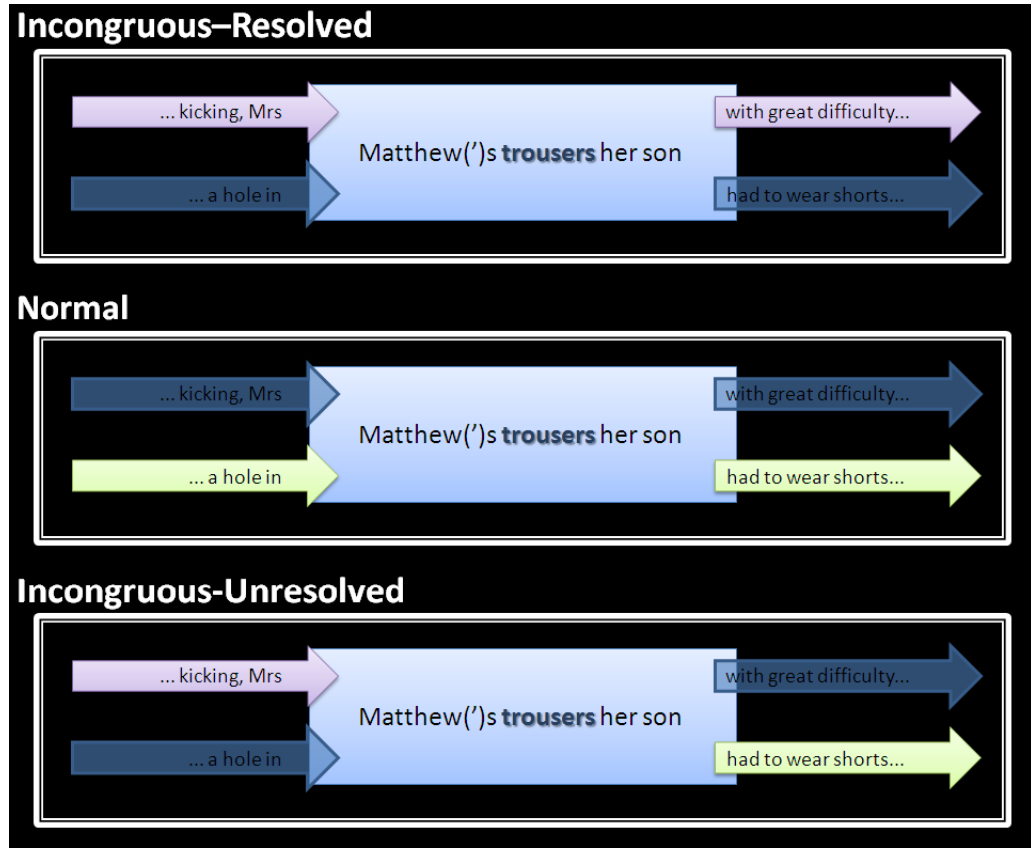 Incongruous–Resolved
... kicking, Mrs
with great difficulty...
Matthew(')s trousers her son
... a hole in
had to wear shorts...
Normal
... kicking, Mrs
with great difficulty...
Matthew(')s trousers her son
... a hole in
had to wear shorts...
Incongruous-Unresolved
... kicking, Mrs
with great difficulty...
Matthew(')s trousers her son
... a hole in
had to wear shorts...